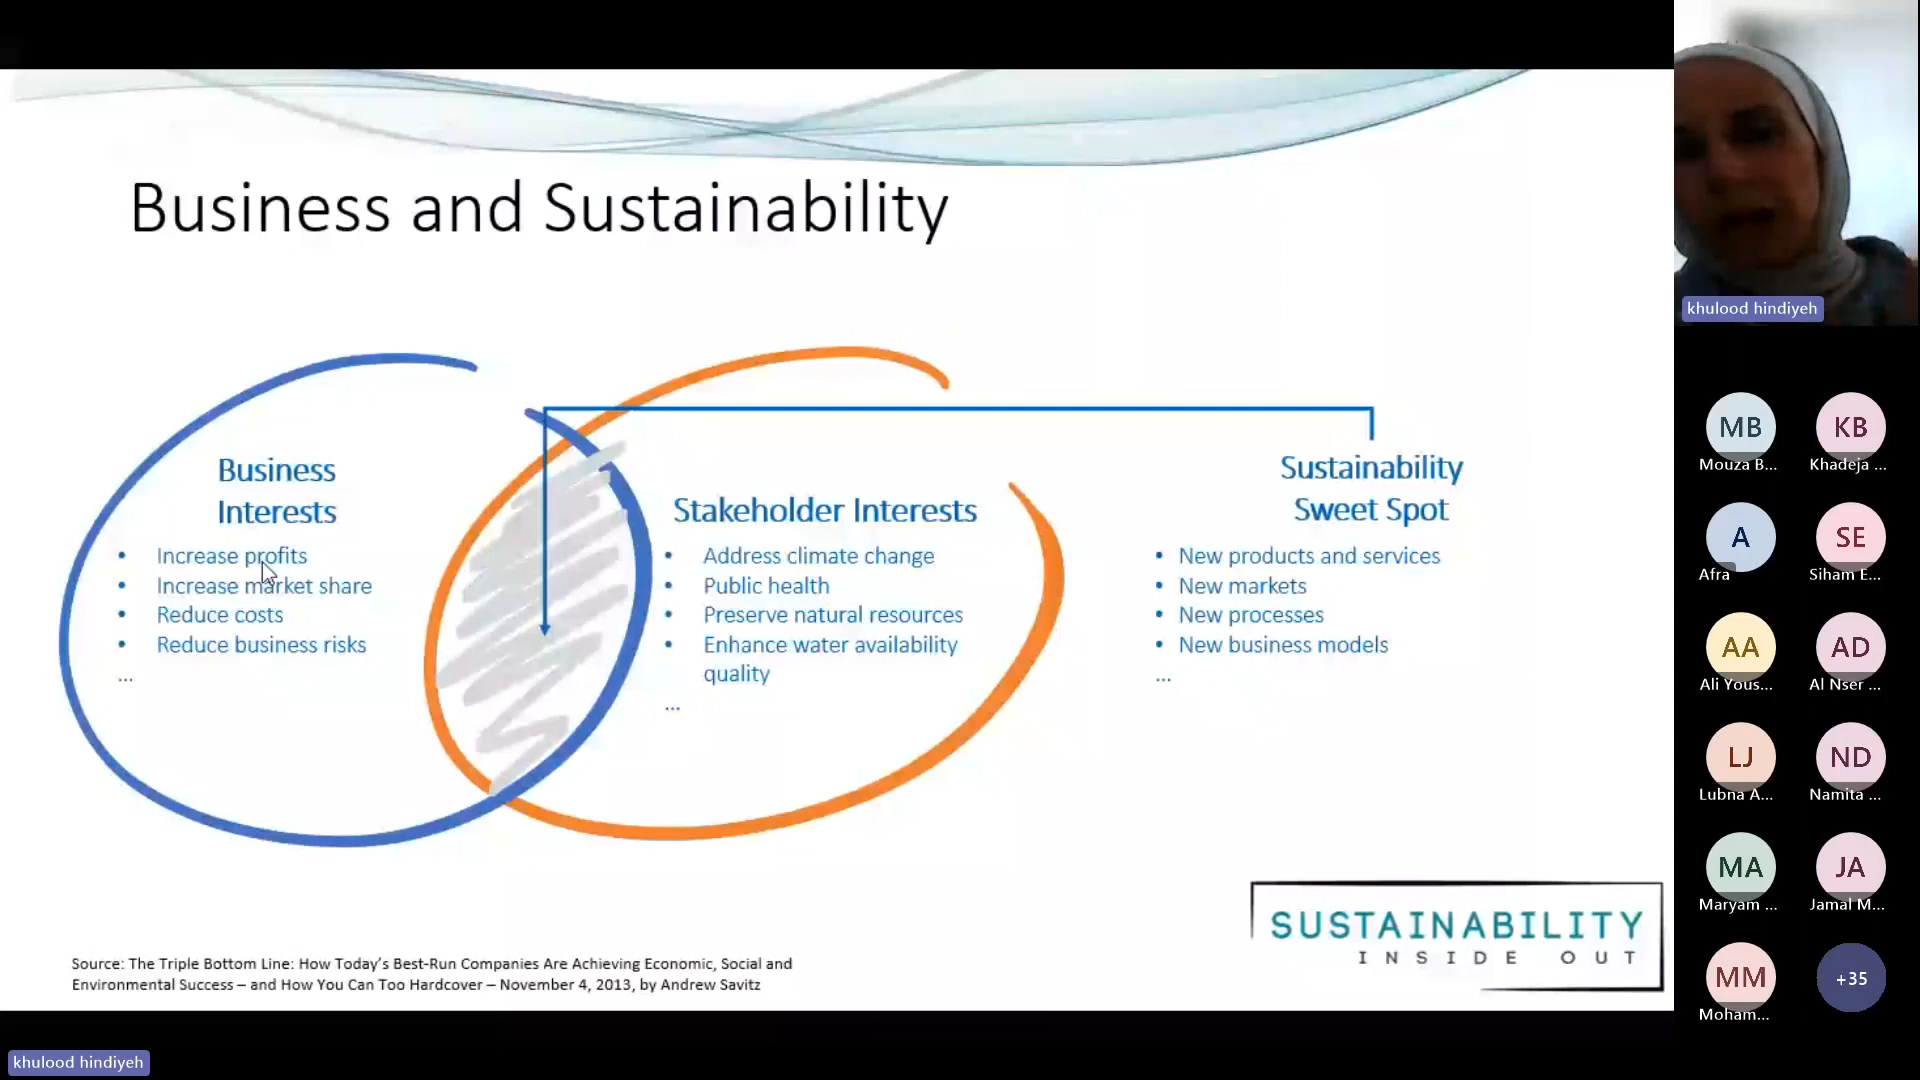 Business and Sustainability
Business
Interests
• Increase profits
• Increase market share
• Reduce costs
• Reduce business risks
...
Stakeholder Interests
• Address climate change
• Public health
• Preserve natural resources
• Enhance water availability
quality
...
Sustainability
Sweet Spot
• New products and services
• New markets
• New processes
• New business models
...
Source: The Triple Bottom Line: How Today's Best-Run Companies Are Achieving Economic, Social and
Environmental Success – and How You Can Too Hardcover – November 4, 2013, by Andrew Savitz
SUSTAINABILITY
INSIDE OUT
khulood hindiyeh
khulood hindiyeh
MB
Mouza B...
KB
Khadeja ...
A
Afra
SE
Siham E...
AA
Ali Yous...
AD
Al Nser ...
LJ
Lubna A...
ND
Namita ...
MA
Maryam ...
JA
Jamal M...
MM
Moham...
+35